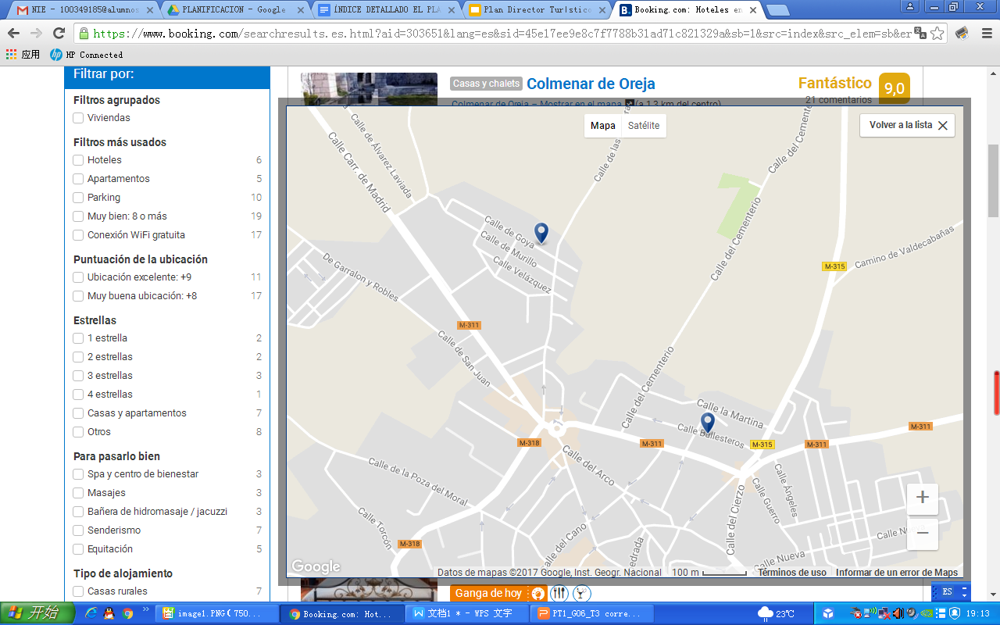 NIE - 100349185@alumnos
PLANIFICACION - Google
ÍNDICE DETALLADO EL PLA
Plan Director Turístico
Booking.com: Hoteles en
https://www.booking.com/searchresults.es.html?aid=303651&lang=es&sid=45e17ee9e6c7f7788b31ad71c821329a&sb=1&src=index&src_elem=sb&er
应用
HP Connected
Filtrar por:
Filtros agrupados
Viviendas
Filtros más usados
Hoteles 6
Apartamentos 5
Parking 10
Muy bien: 8 o más 19
Conexión WiFi gratuita 17
Puntuación de la ubicación
Ubicación excelente: +9 11
Muy buena ubicación: +8 17
Estrellas
1 estrella 2
2 estrellas 2
3 estrellas 3
4 estrellas 1
Casas y apartamentos 7
Otros 8
Para pasarlo bien
Spa y centro de bienestar 3
Masajes 3
Bañera de hidromasaje / jacuzzi 3
Senderismo 7
Equitación 5
Tipo de alojamiento
Casas rurales 7
Casas y chalets Colmenar de Oreja
Fantástico 9,0
21 comentarios
Colmenar de Oreja – Mostrar en el mapa (a 1,3 km del centro)
Mapa Satélite
Volver a la lista
Calle de Álvarez Laviada
Calle Carr. de Madrid
Calle de las
Calle del Cementerio
Calle de Goya
Calle de Murillo
Calle Velázquez
De Garralon y Robles
Calle del Cementerio
Camino de Valdecabañas
M-315
M-311
Calle de San Juan
Calle del Cementerio
Calle la Martina
Calle Ballesteros
M-318
M-311
M-315
M-311
M-311
Calle del Arco
Calle de la Poza del Moral
Calle Torcón
Calle del Cano
Calle del Cierzo
Calle Guerro
Calle Ángeles
Calle Nueva
M-318
Google
Datos de mapas ©2017 Google, Inst. Geogr. Nacional
100 m
Términos de uso
Informar de un error de Maps
Ganga de hoy
ES
开始
image1.PNG(750...
Booking.com: Hot...
文档1 * - WPS 文字
PT1_G06_T3 corre...
23℃
19:13